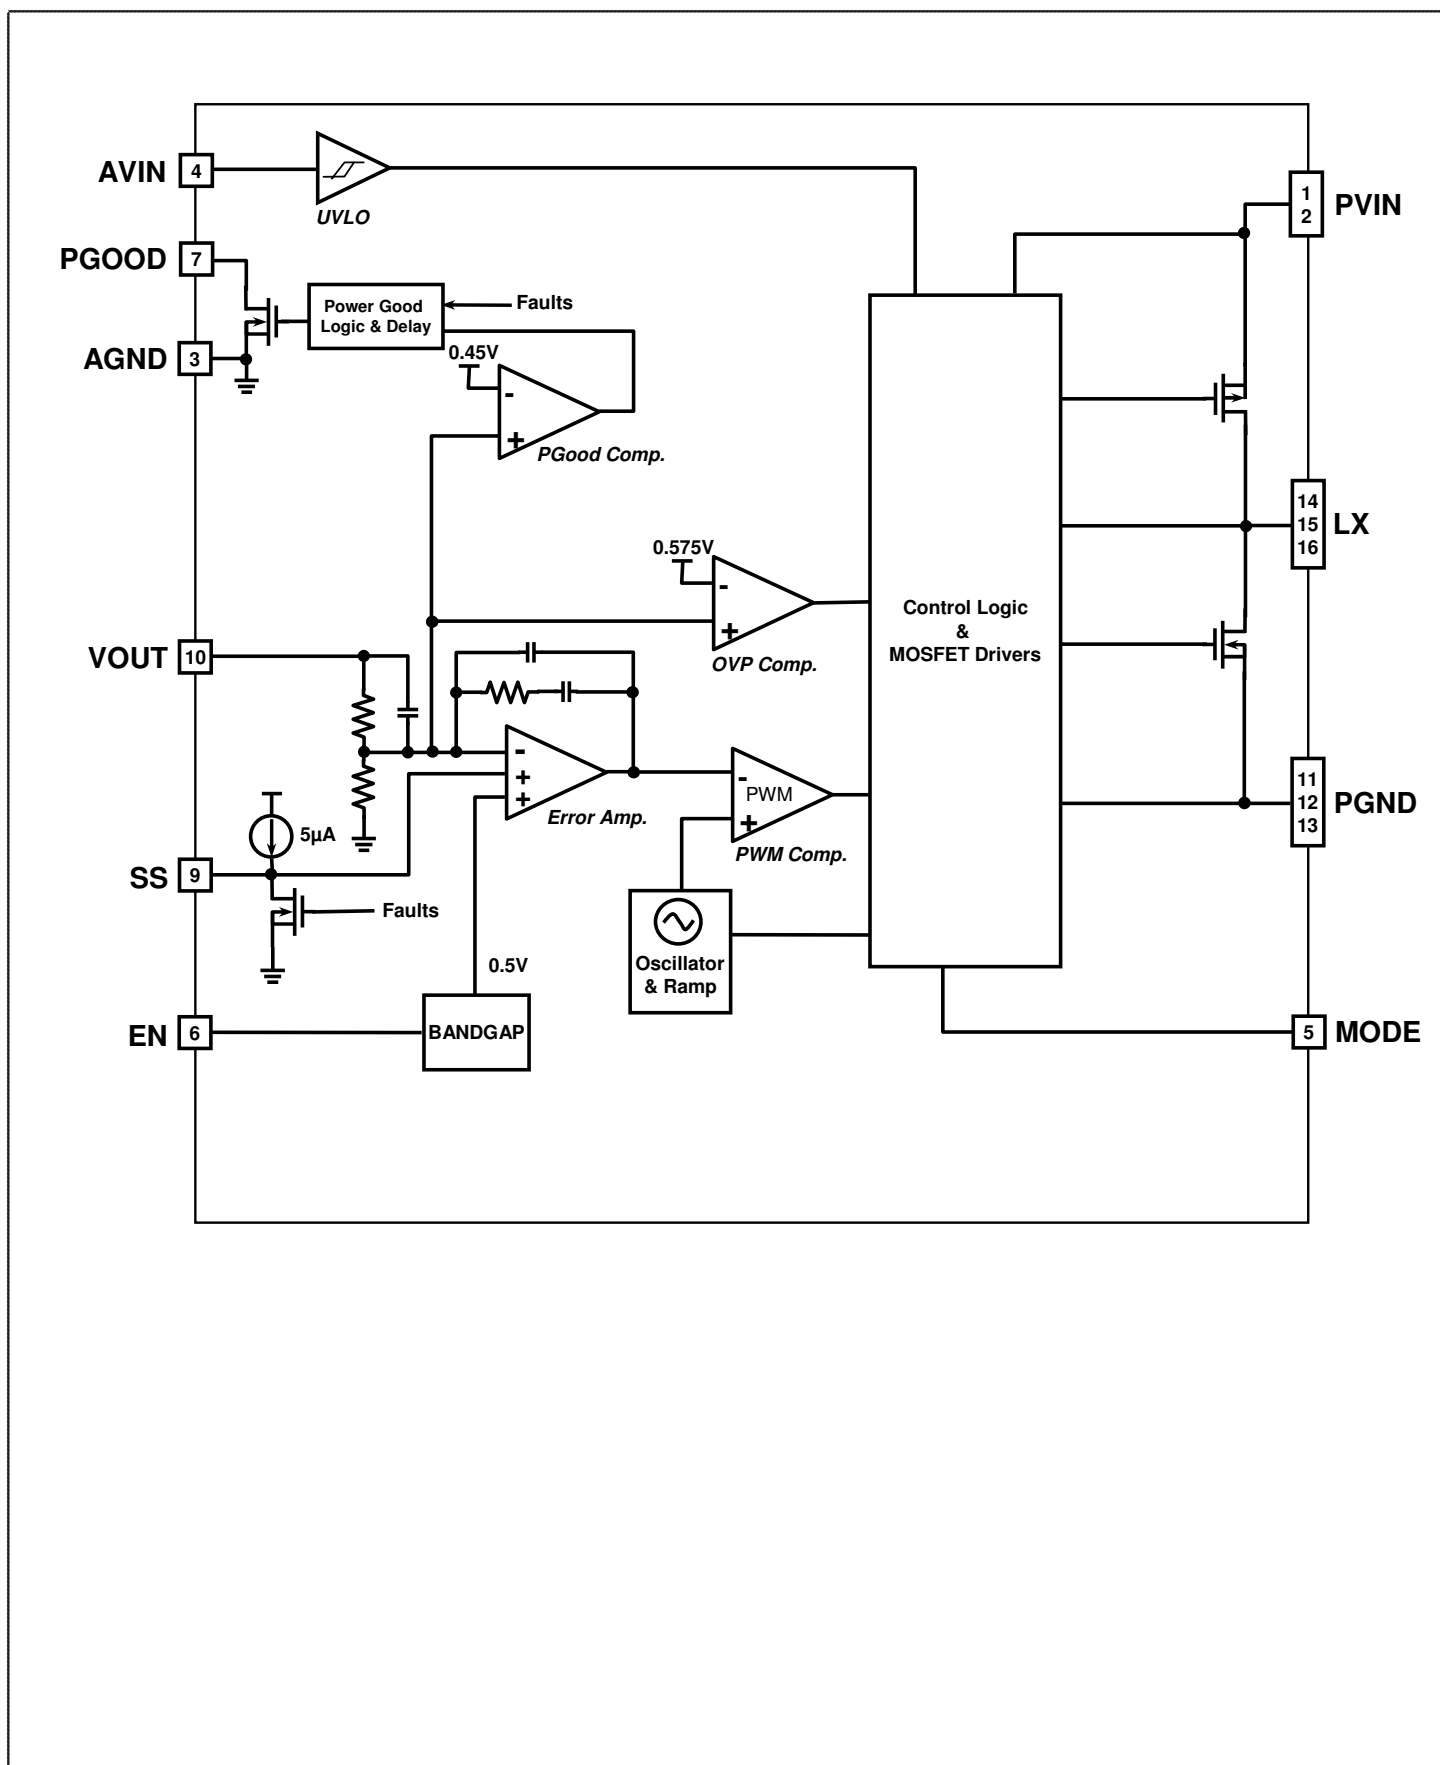 AVIN
4
UVLO
1
2
PVIN
PGOOD
7
Power Good
Logic & Delay
Faults
AGND
3
0.45V
-
+
PGood Comp.
14
15
16
LX
0.575V
-
+
OVP Comp.
Control Logic
&
MOSFET Drivers
VOUT
10
-
+
+
Error Amp.
-
PWM
+
PWM Comp.
11
12
13
PGND
5µA
SS
9
Faults
Oscillator
& Ramp
0.5V
EN
6
BANDGAP
5
MODE